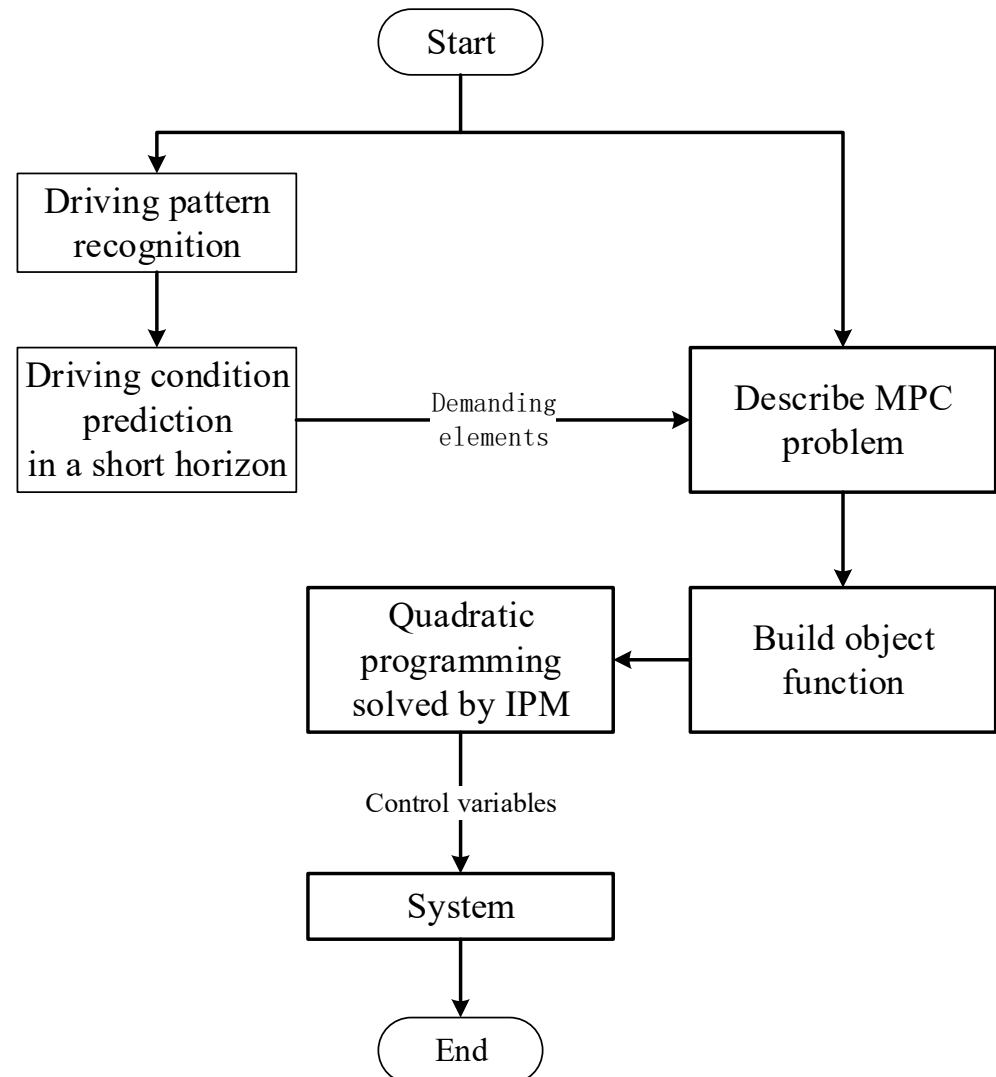 Start
Driving pattern
recognition
Driving condition
prediction
in a short horizon
Demanding
elements
Describe MPC
problem
Build object
function
Quadratic
programming
solved by IPM
Control variables
System
End